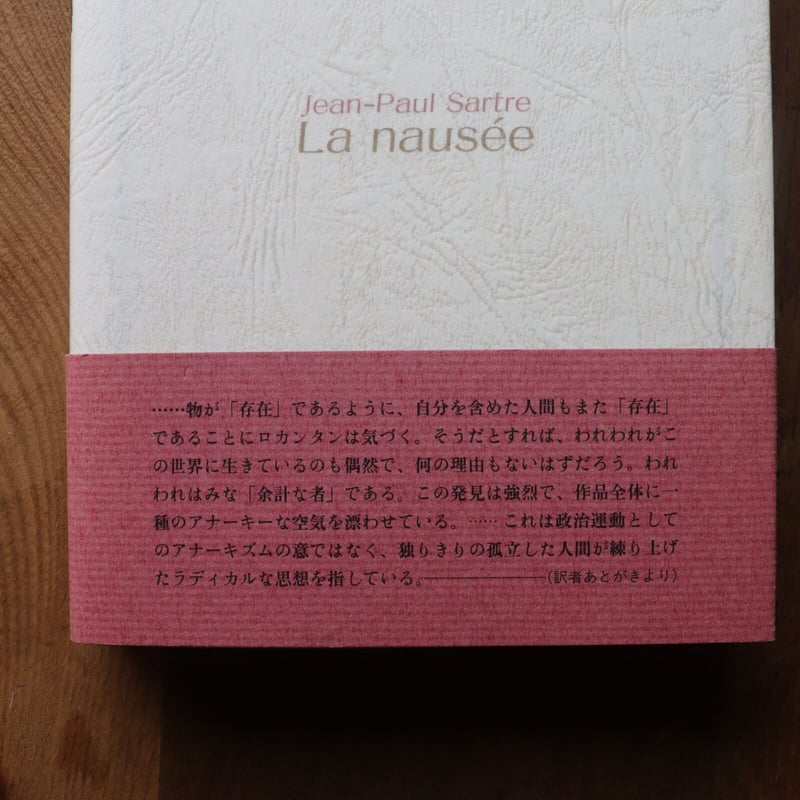 Jean-Paul Sartre
La nausée
……物が「存在」であるように、自分を含めた人間もまた「存在」
であることにロカンタンは気づく。そうだとすれば、われわれがこ
の世界に生きているのも偶然で、何の理由もないはずだろう。われ
われはみな「余計な者」である。この発見は強烈で、作品全体に一
種のアナーキーな空気を漂わせている。…… これは政治運動として
のアナーキズムの意ではなく、独りきりの孤立した人間が練り上げ
たラディカルな思想を指している。――――――(訳者あとがきより)